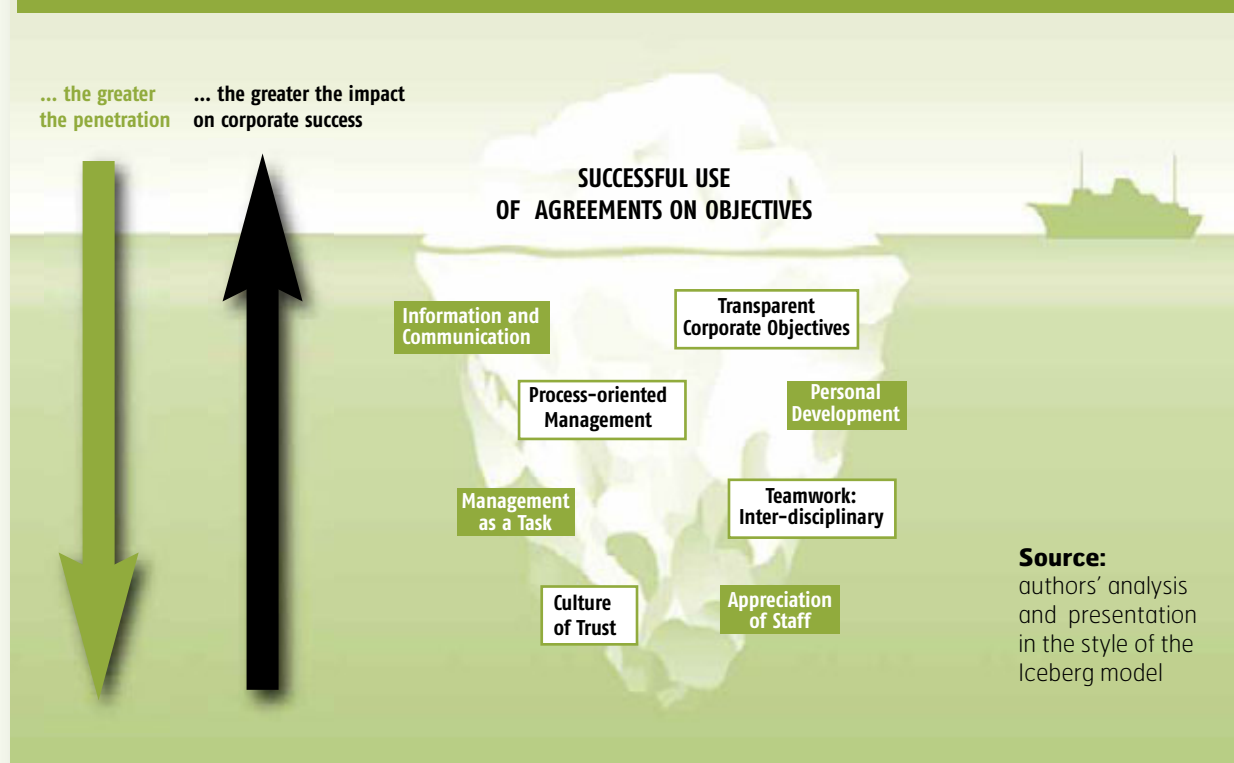 ... the greater
the penetration
... the greater the impact
on corporate success
SUCCESSFUL USE
OF AGREEMENTS ON OBJECTIVES
Information and
Communication
Transparent
Corporate Objectives
Process-oriented
Management
Personal
Development
Management
as a Task
Teamwork:
Inter-disciplinary
Culture
of Trust
Appreciation
of Staff
Source:
authors' analysis
and presentation
in the style of the
Iceberg model